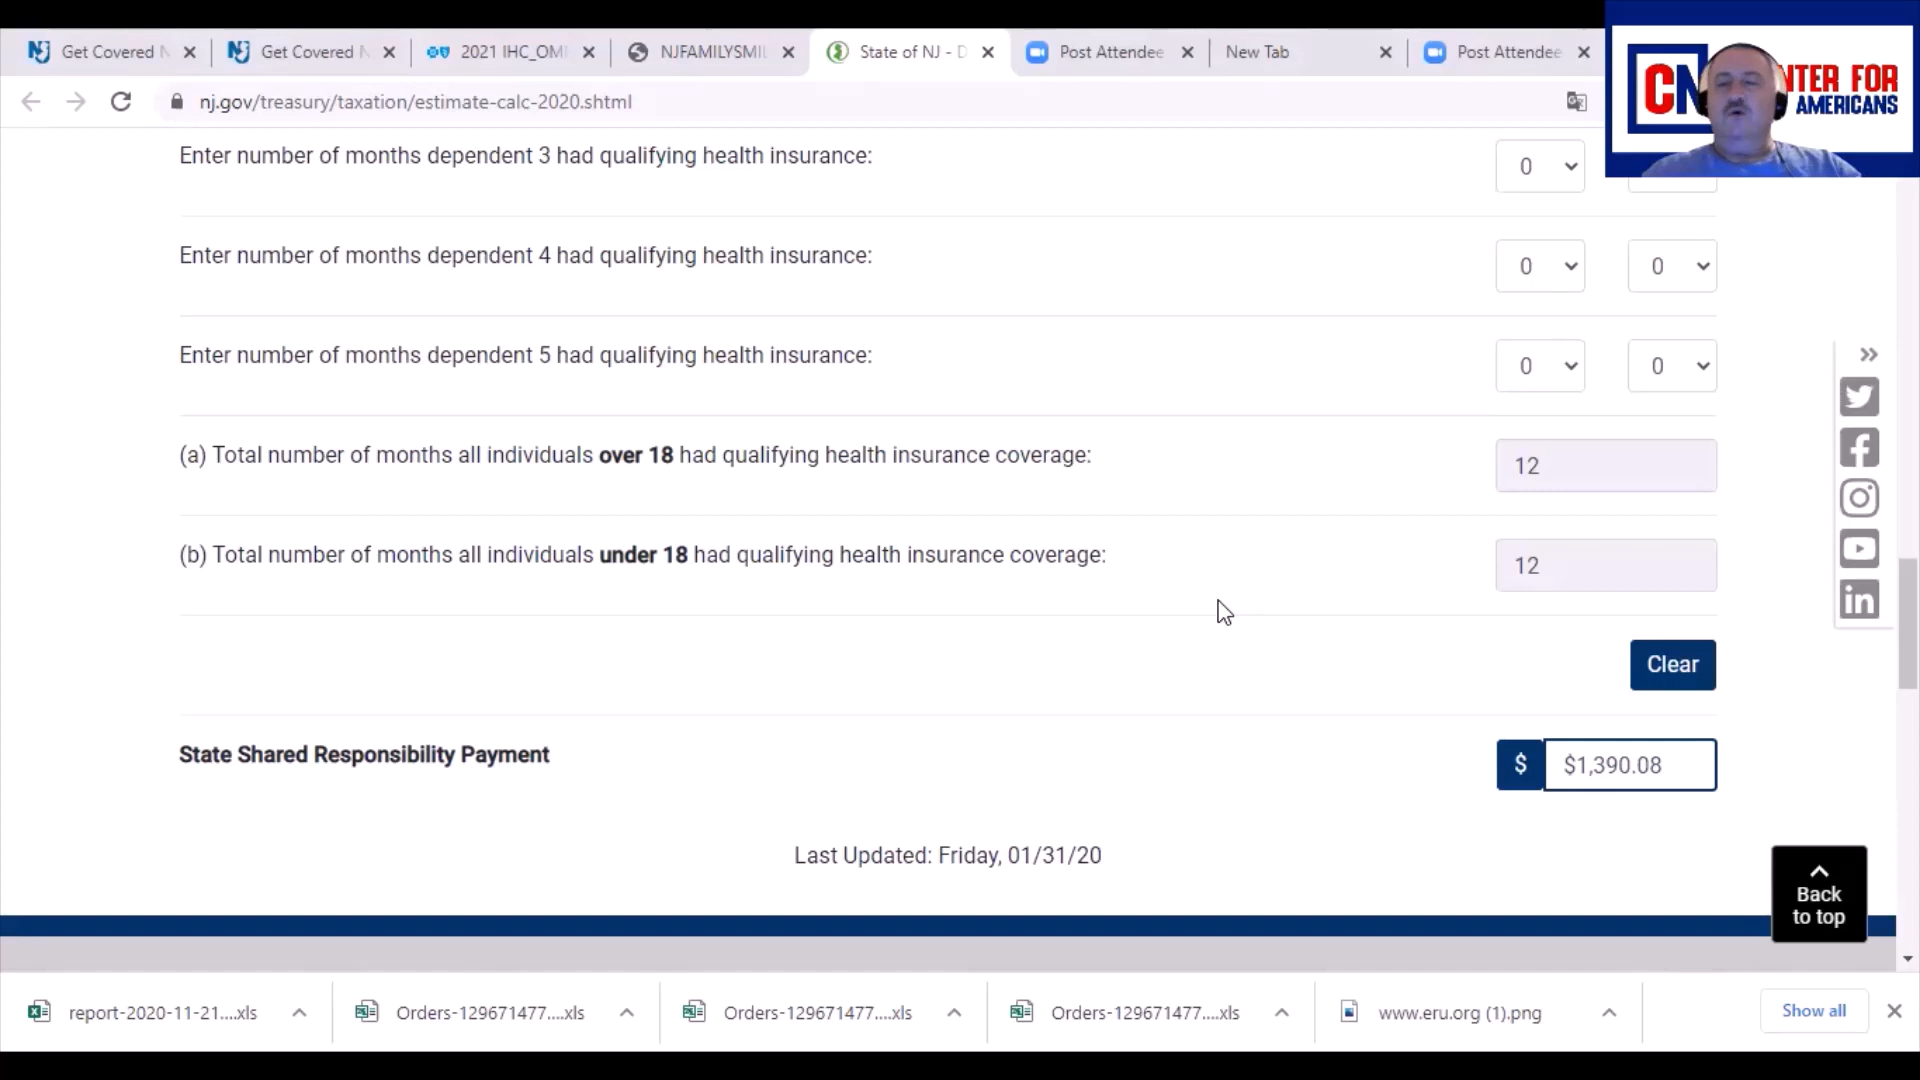 Get Covered N
Get Covered N
2021 IHC_OM
NJFAMILYSMIL
State of NJ - D
Post Attendee
New Tab
Post Attendee
nj.gov/treasury/taxation/estimate-calc-2020.shtml
CN
NTER FOR
AMERICANS
Enter number of months dependent 3 had qualifying health insurance:
0
Enter number of months dependent 4 had qualifying health insurance:
0
0
Enter number of months dependent 5 had qualifying health insurance:
0
0
(a) Total number of months all individuals over 18 had qualifying health insurance coverage:
12
(b) Total number of months all individuals under 18 had qualifying health insurance coverage:
12
Clear
State Shared Responsibility Payment
$
$1,390.08
Last Updated: Friday, 01/31/20
Back
to top
report-2020-11-21....xls
Orders-129671477....xls
Orders-129671477....xls
Orders-129671477....xls
www.eru.org (1).png
Show all